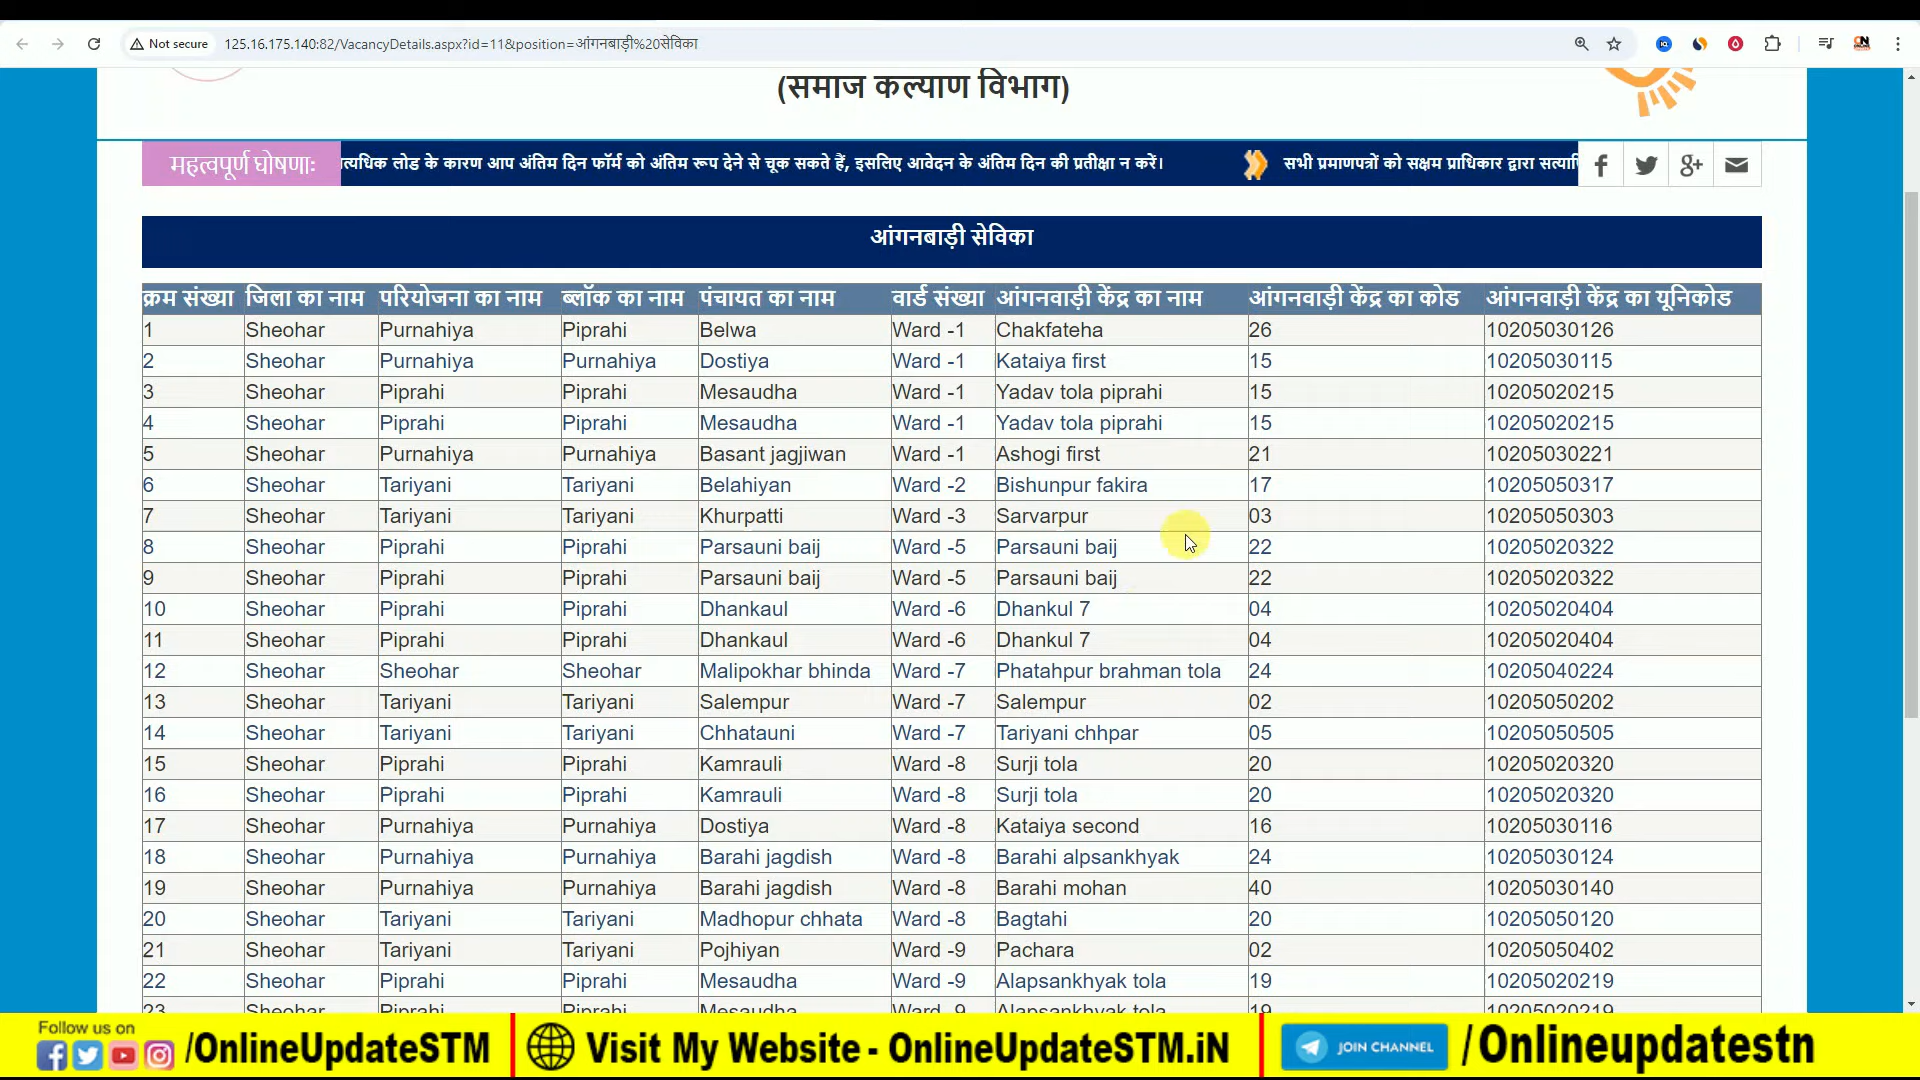 Not secure 125.16.175.140:82/VacancyDetails.aspx?id=11&position=आंगनबाड़ी%20सेविका
(समाज कल्याण विभाग)
महत्वपूर्ण घोषणाः त्यधिक लोड के कारण आप अंतिम दिन फॉर्म को अंतिम रूप देने से चूक सकते हैं, इसलिए आवेदन के अंतिम दिन की प्रतीक्षा न करें। सभी प्रमाणपत्रों को सक्षम प्राधिकार द्वारा सत्यापि
आंगनबाड़ी सेविका
क्रम संख्या जिला का नाम परियोजना का नाम ब्लॉक का नाम पंचायत का नाम वार्ड संख्या आंगनवाड़ी केंद्र का नाम आंगनवाड़ी केंद्र का कोड आंगनवाड़ी केंद्र का यूनिकोड
1 Sheohar Purnahiya Piprahi Belwa Ward -1 Chakfateha 26 10205030126
2 Sheohar Purnahiya Purnahiya Dostiya Ward -1 Kataiya first 15 10205030115
3 Sheohar Piprahi Piprahi Mesaudha Ward -1 Yadav tola piprahi 15 10205020215
4 Sheohar Piprahi Piprahi Mesaudha Ward -1 Yadav tola piprahi 15 10205020215
5 Sheohar Purnahiya Purnahiya Basant jagjiwan Ward -1 Ashogi first 21 10205030221
6 Sheohar Tariyani Tariyani Belahiyan Ward -2 Bishunpur fakira 17 10205050317
7 Sheohar Tariyani Tariyani Khurpatti Ward -3 Sarvarpur 03 10205050303
8 Sheohar Piprahi Piprahi Parsauni baij Ward -5 Parsauni baij 22 10205020322
9 Sheohar Piprahi Piprahi Parsauni baij Ward -5 Parsauni baij 22 10205020322
10 Sheohar Piprahi Piprahi Dhankaul Ward -6 Dhankul 7 04 10205020404
11 Sheohar Piprahi Piprahi Dhankaul Ward -6 Dhankul 7 04 10205020404
12 Sheohar Sheohar Sheohar Malipokhar bhinda Ward -7 Phatahpur brahman tola 24 10205040224
13 Sheohar Tariyani Tariyani Salempur Ward -7 Salempur 02 10205050202
14 Sheohar Tariyani Tariyani Chhatauni Ward -7 Tariyani chhpar 05 10205050505
15 Sheohar Piprahi Piprahi Kamrauli Ward -8 Surji tola 20 10205020320
16 Sheohar Piprahi Piprahi Kamrauli Ward -8 Surji tola 20 10205020320
17 Sheohar Purnahiya Purnahiya Dostiya Ward -8 Kataiya second 16 10205030116
18 Sheohar Purnahiya Purnahiya Barahi jagdish Ward -8 Barahi alpsankhyak 24 10205030124
19 Sheohar Purnahiya Purnahiya Barahi jagdish Ward -8 Barahi mohan 40 10205030140
20 Sheohar Tariyani Tariyani Madhopur chhata Ward -8 Bagtahi 20 10205050120
21 Sheohar Tariyani Tariyani Pojhiyan Ward -9 Pachara 02 10205050402
22 Sheohar Piprahi Piprahi Mesaudha Ward -9 Alapsankhyak tola 19 10205020219
23 Sheohar Piprahi Piprahi Mesaudha Ward -9 Alapsankhyak tola 19 10205020219
Follow us on
/OnlineUpdateSTM Visit My Website - OnlineUpdateSTM.iN JOIN CHANNEL /Onlineupdatestn